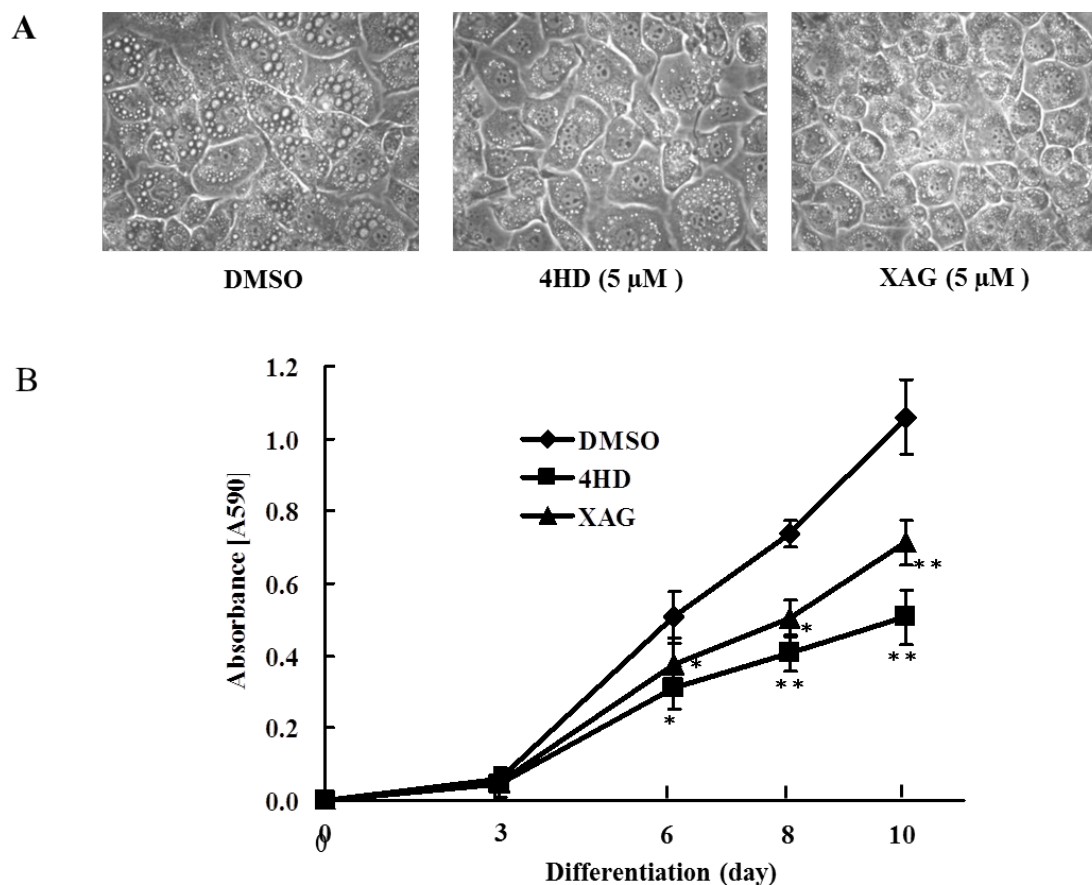 A
DMSO
4HD (5 μM )
XAG (5 μM )
B
Absorbance [A590]
1.2
1.0
0.8
0.6
0.4
0.2
0.0
DMSO
4HD
XAG
*
*
*
**
**
**
0
0
3
6
8
10
Differentiation (day)